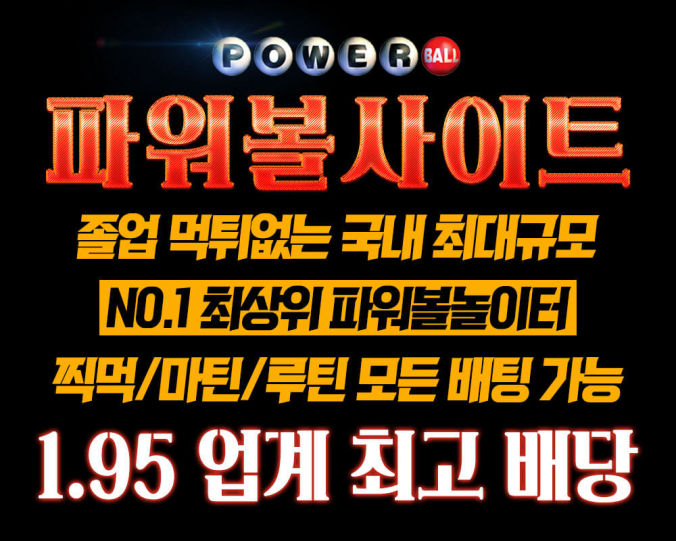 POWER BALL
파워볼사이트
졸업 먹튀없는 국내 최대규모
NO.1 최상위 파워볼놀이터
찍먹/마틴/루틴 모든 배팅 가능
1.95 업계 최고 배당